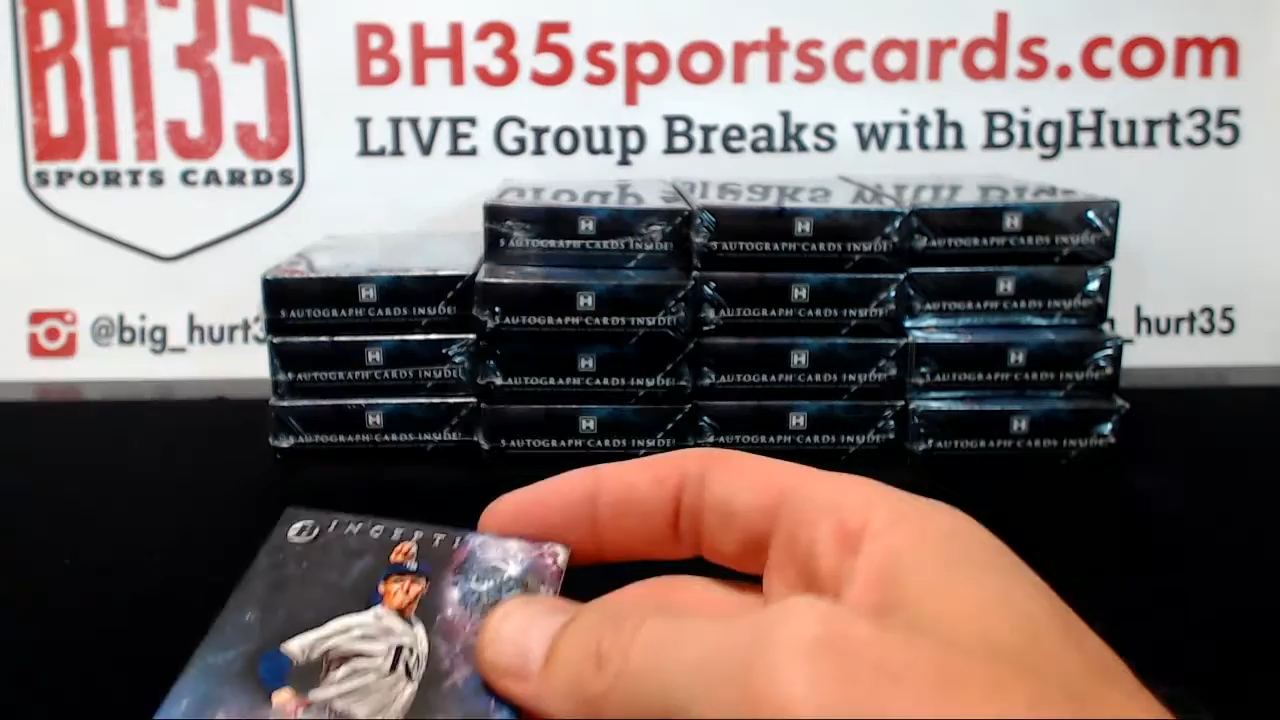 BH35
SPORTS CARDS
BH35sportscards.com
LIVE Group Breaks with BigHurt35
@big_hurt3
_hurt35
H
5 AUTOGRAPH CARDS INSIDE!
H
5 AUTOGRAPH CARDS INSIDE!
H
AUTOGRAPH CARDS INSIDE!
H
5 AUTOGRAPH CARDS INSIDE!
H
5 AUTOGRAPH CARDS INSIDE!
H
5 AUTOGRAPH CARDS INSIDE!
H
AUTOGRAPH CARDS INSIDE!
H
5 AUTOGRAPH CARDS INSIDE!
H
5 AUTOGRAPH CARDS INSIDE!
H
5 AUTOGRAPH CARDS INSIDE!
H
AUTOGRAPH CARDS INSIDE!
H
5 AUTOGRAPH CARDS INSIDE!
H
5 AUTOGRAPH CARDS INSIDE!
H
5 AUTOGRAPH CARDS INSIDE!
H
5 AUTOGRAPH CARDS INSIDE!
INCEPTI